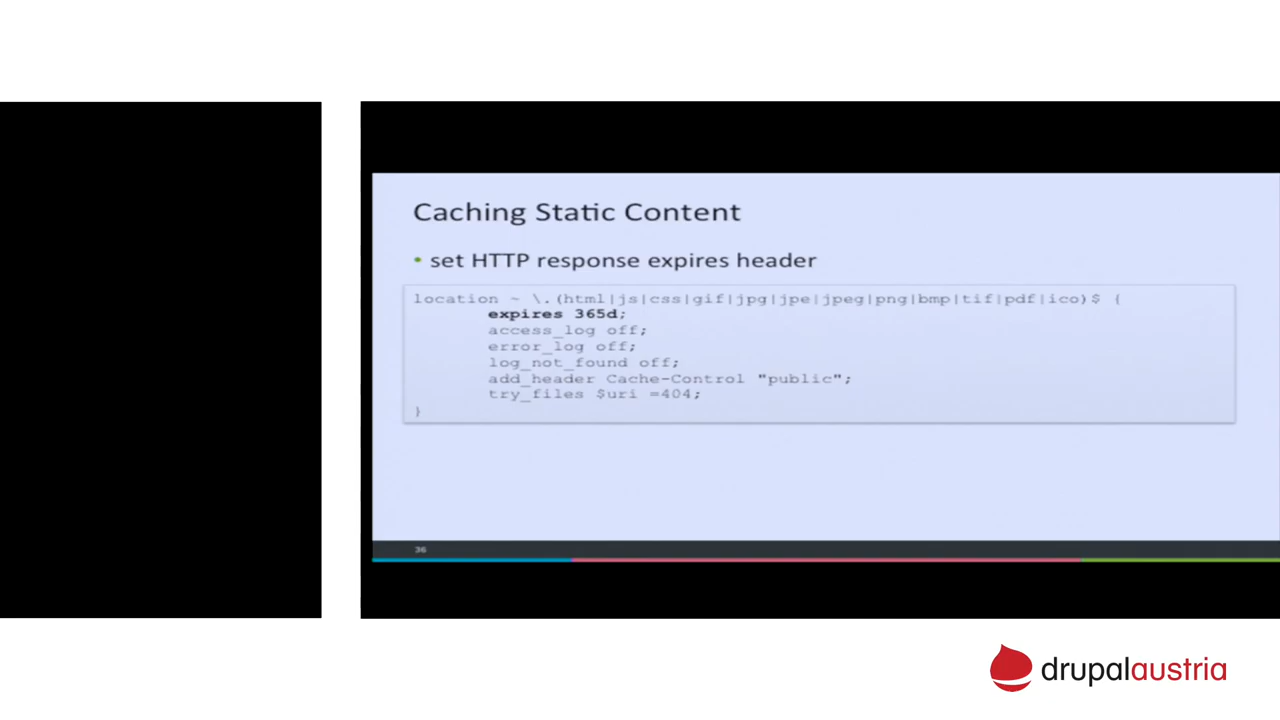 Caching Static Content
• set HTTP response expires header
location ~ \.(html|js|css|gif|jpg|jpe|jpeg|png|bmp|tif|pdf|ico)$ {
expires 365d;
access_log off;
error_log off;
log_not_found off;
add_header Cache-Control "public";
try_files $uri =404;
}
36
drupalaustria